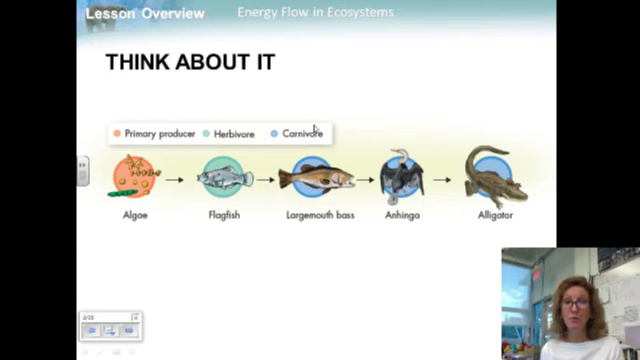 Lesson Overview
Energy Flow in Ecosystems
THINK ABOUT IT
Primary producer
Herbivore
Carnivore
Algae
Flagfish
Largemouth bass
Anhinga
Alligator